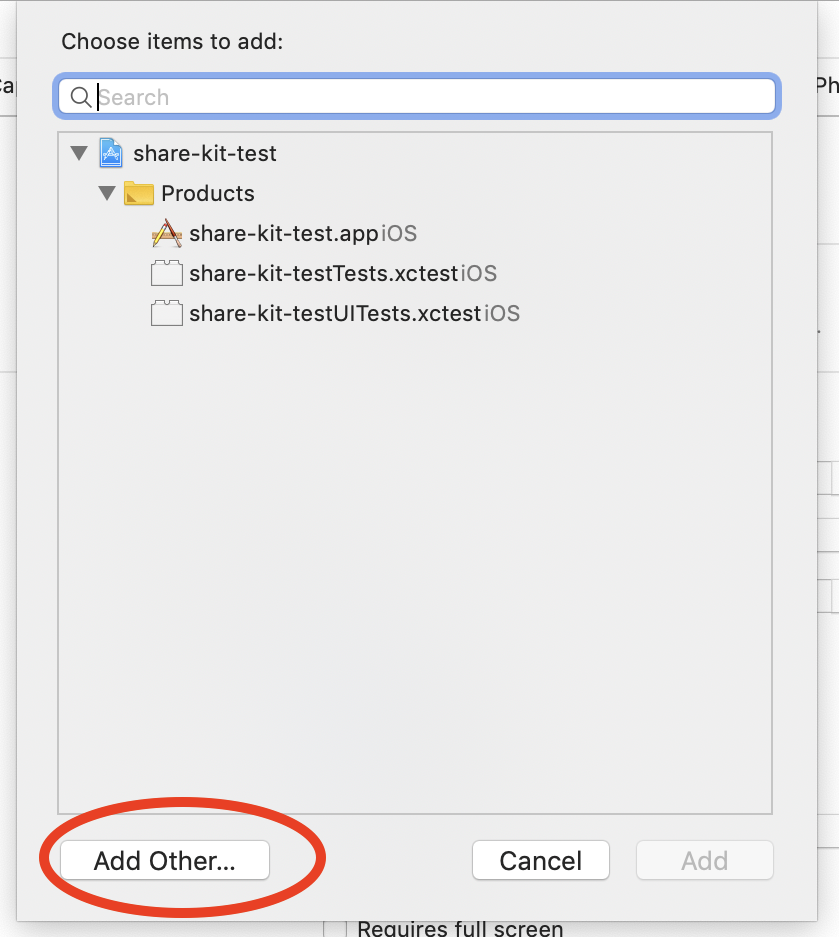 Choose items to add:
Search
share-kit-test
Products
share-kit-test.app iOS
share-kit-testTests.xctest iOS
share-kit-testUITests.xctest iOS
Add Other...
Cancel
Add
Requires full screen